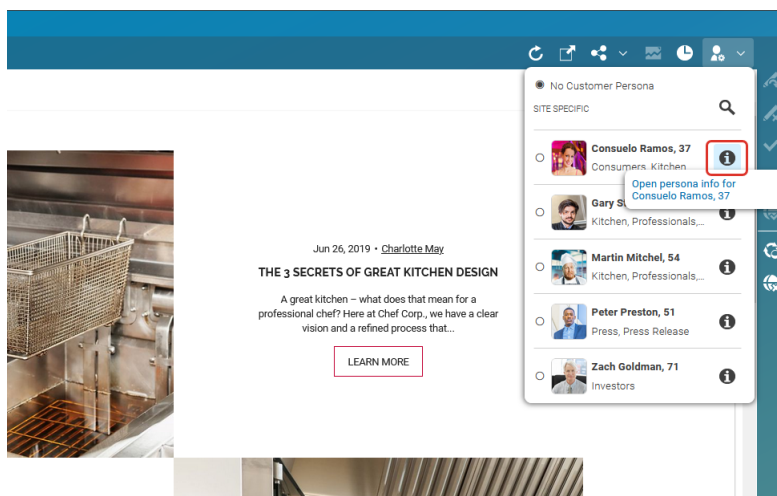 No Customer Persona
SITE SPECIFIC
Consuelo Ramos, 37
Consumers, Kitchen
Open persona info for
Consuelo Ramos, 37
Gary
Kitchen, Professionals,...
Martin Mitchel, 54
Kitchen, Professionals,...
Peter Preston, 51
Press, Press Release
Zach Goldman, 71
Investors
Jun 26, 2019 • Charlotte May
THE 3 SECRETS OF GREAT KITCHEN DESIGN
A great kitchen – what does that mean for a
professional chef? Here at Chef Corp., we have a clear
vision and a refined process that...
LEARN MORE